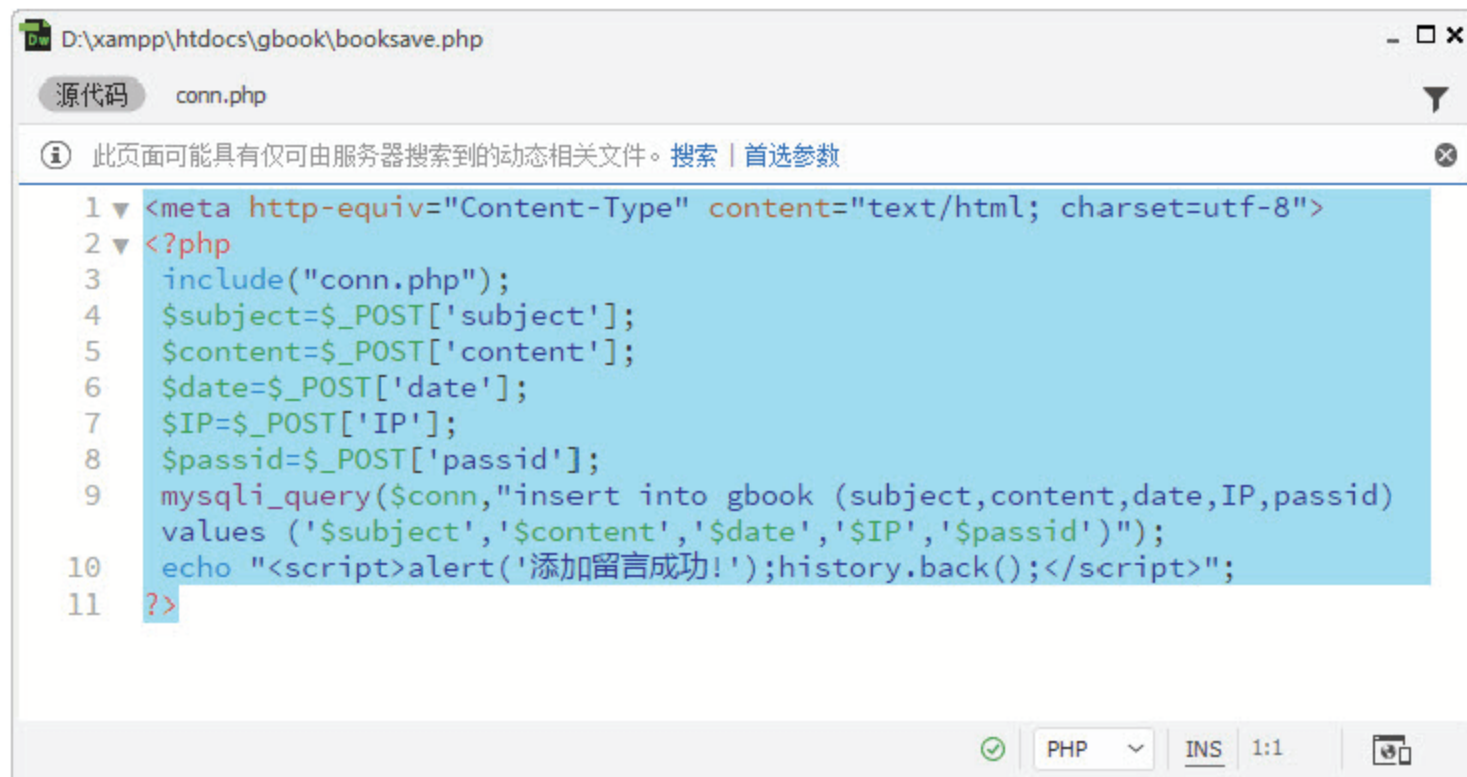 Dw D:\xampp\htdocs\gbook\booksave.php
源代码 conn.php
此页面可能具有仅可由服务器搜索到的动态相关文件。搜索 | 首选参数
1 <meta http-equiv="Content-Type" content="text/html; charset=utf-8">
2 <?php
3 include("conn.php");
4 $subject=$_POST['subject'];
5 $content=$_POST['content'];
6 $date=$_POST['date'];
7 $IP=$_POST['IP'];
8 $passid=$_POST['passid'];
9 mysqli_query($conn,"insert into gbook (subject,content,date,IP,passid)
values ('$subject','$content','$date','$IP','$passid')");
10 echo "<script>alert('添加留言成功!');history.back();</script>";
11 ?>
PHP INS 1:1